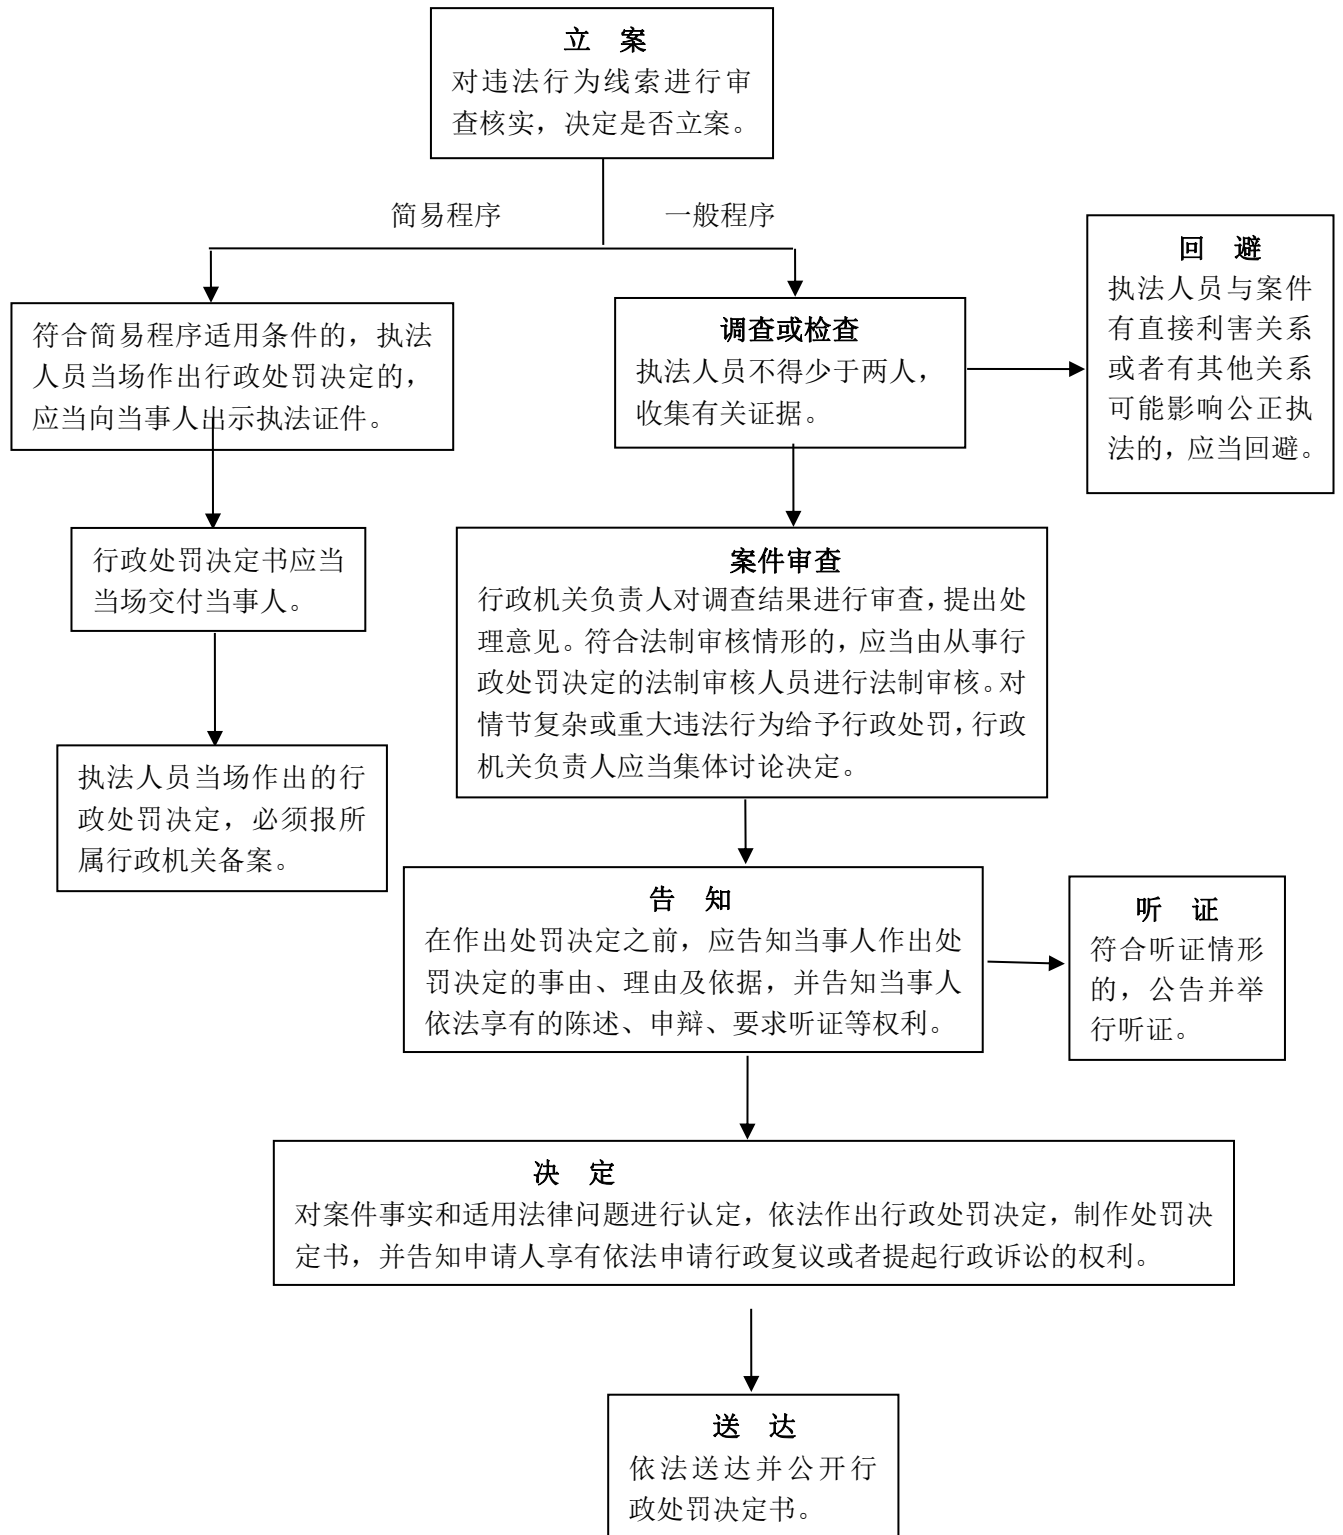 立 案
对违法行为线索进行审
查核实，决定是否立案。
简易程序
一般程序
回 避
执法人员与案件
有直接利害关系
或者有其他关系
可能影响公正执
法的，应当回避。
符合简易程序适用条件的，执法
人员当场作出行政处罚决定的，
应当向当事人出示执法证件。
调查或检查
执法人员不得少于两人，
收集有关证据。
行政处罚决定书应当
当场交付当事人。
案件审查
行政机关负责人对调查结果进行审查，提出处
理意见。符合法制审核情形的，应当由从事行
政处罚决定的法制审核人员进行法制审核。对
情节复杂或重大违法行为给予行政处罚，行政
机关负责人应当集体讨论决定。
执法人员当场作出的行
政处罚决定，必须报所
属行政机关备案。
告 知
在作出处罚决定之前，应告知当事人作出处
罚决定的事由、理由及依据，并告知当事人
依法享有的陈述、申辩、要求听证等权利。
听 证
符合听证情形
的，公告并举
行听证。
决 定
对案件事实和适用法律问题进行认定，依法作出行政处罚决定，制作处罚决
定书，并告知申请人享有依法申请行政复议或者提起行政诉讼的权利。
送 达
依法送达并公开行
政处罚决定书。